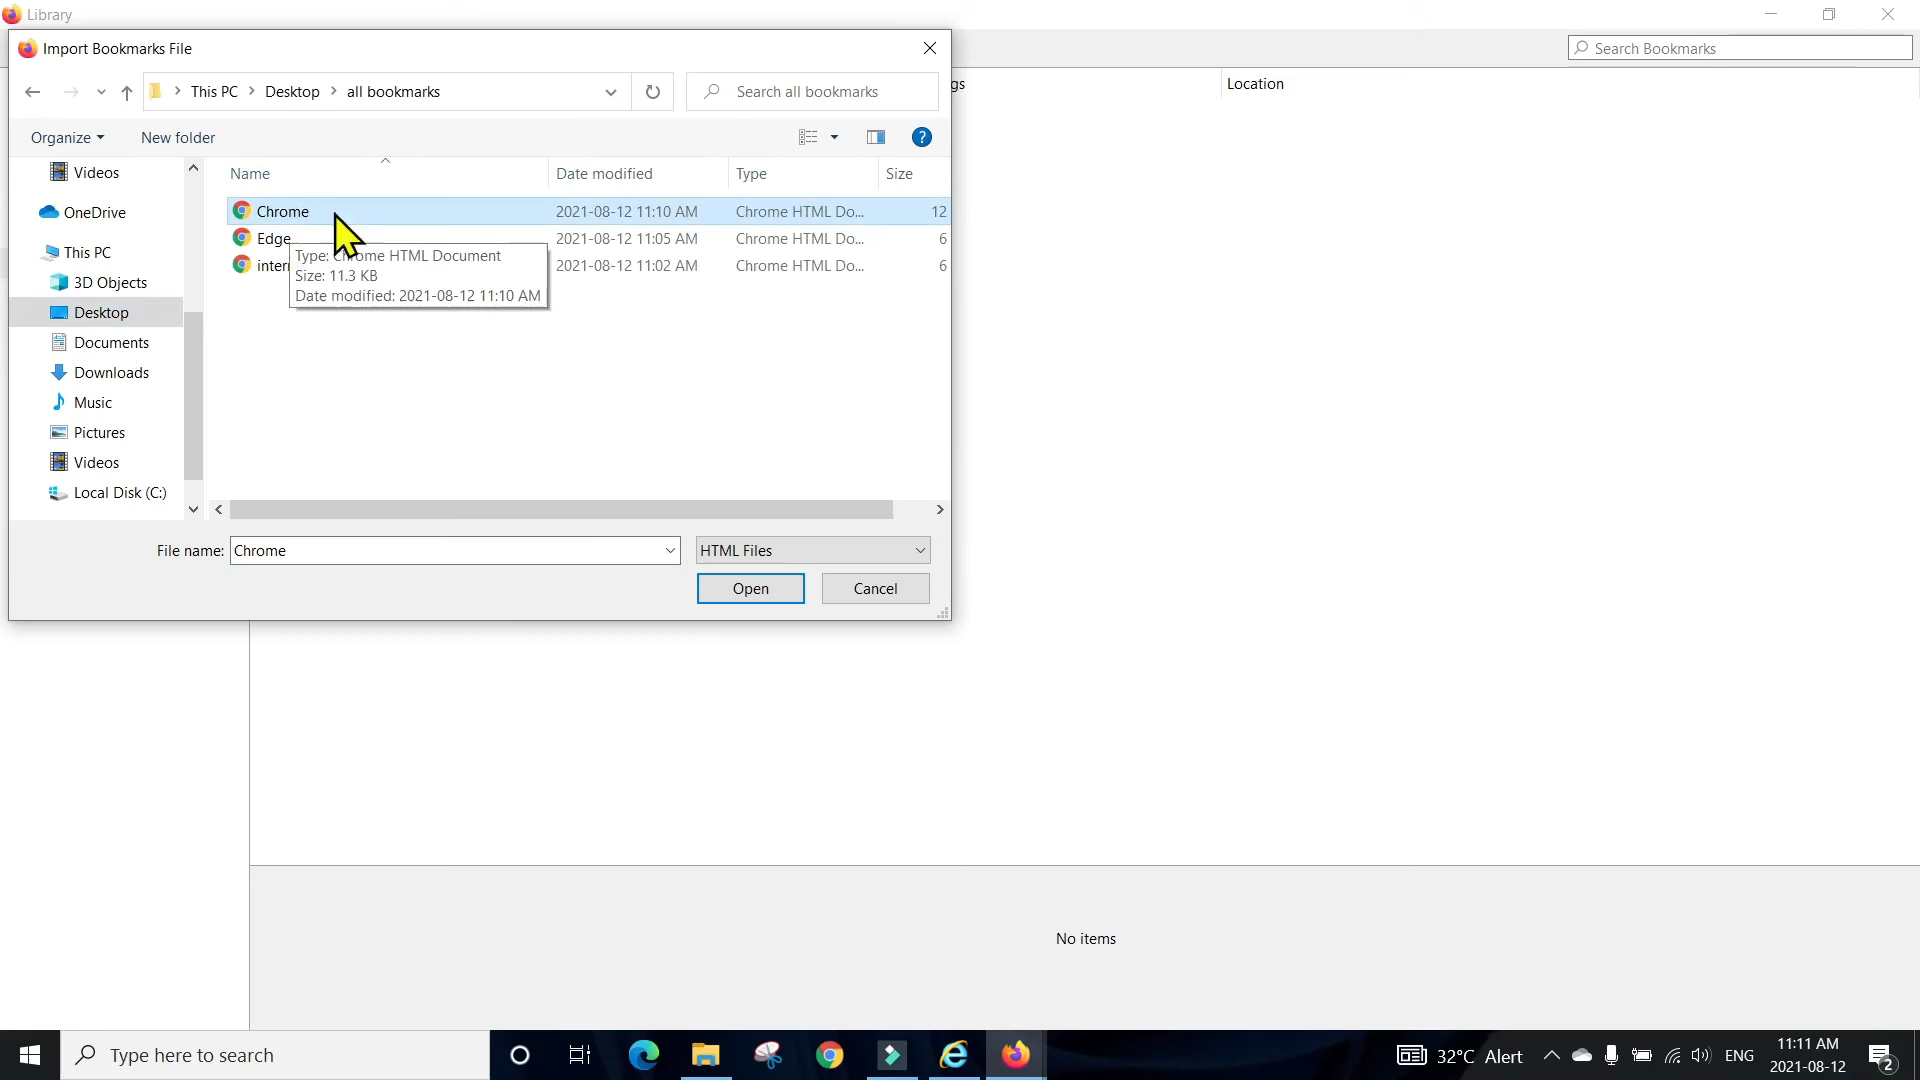 Library
Import Bookmarks File
Search Bookmarks
This PC > Desktop > all bookmarks
Search all bookmarks
gs
Location
Organize
New folder
Name
Date modified
Type
Size
Videos
OneDrive
This PC
3D Objects
Desktop
Documents
Downloads
Music
Pictures
Videos
Local Disk (C:)
Chrome 2021-08-12 11:10 AM Chrome HTML Do... 12
Edge 2021-08-12 11:05 AM Chrome HTML Do... 6
inter 2021-08-12 11:02 AM Chrome HTML Do... 6
Type: Chrome HTML Document
Size: 11.3 KB
Date modified: 2021-08-12 11:10 AM
File name: Chrome
HTML Files
Open
Cancel
No items
Type here to search
32°C Alert
ENG
11:11 AM
2021-08-12
2